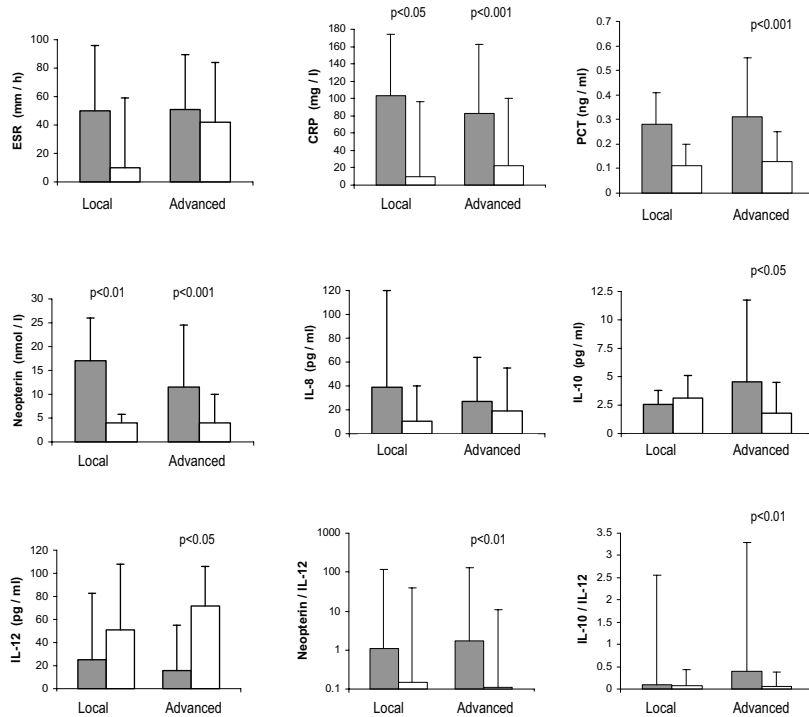 p<0.05 p<0.001
p<0.001
ESR (mm / h)
100
80
60
40
20
0
Local Advanced
CRP (mg / l)
200
180
160
140
120
100
80
60
40
20
0
Local Advanced
PCT (ng / ml)
0.7
0.6
0.5
0.4
0.3
0.2
0.1
0
Local Advanced
p<0.01 p<0.001
Neopterin (nmol / l)
30
25
20
15
10
5
0
Local Advanced
IL-8 (pg / ml)
120
100
80
60
40
20
0
Local Advanced
p<0.05
IL-10 (pg / ml)
12.5
10
7.5
5
2.5
0
Local Advanced
p<0.05
IL-12 (pg / ml)
120
100
80
60
40
20
0
Local Advanced
p<0.01
Neopterin / IL-12
1000
100
10
1
0.1
Local Advanced
p<0.01
IL-10 / IL-12
3.5
3
2.5
2
1.5
1
0.5
0
Local Advanced